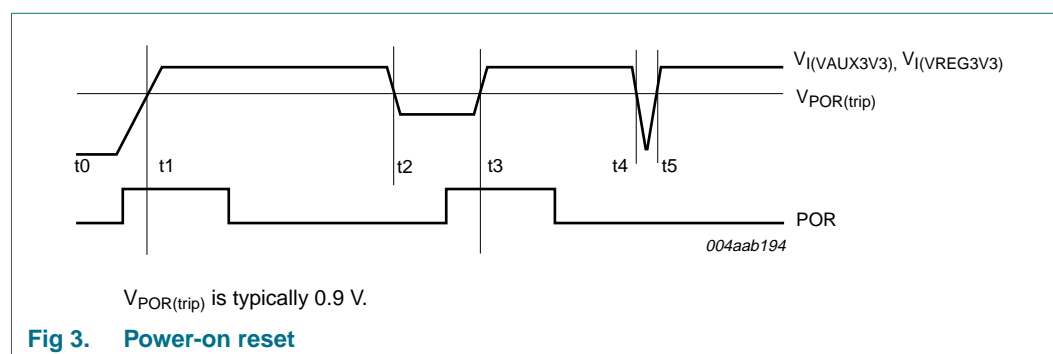 V_I(VAUX3V3), V_I(VREG3V3)
V_POR(trip)
t0 t1 t2 t3 t4 t5
POR
004aab194
V_POR(trip) is typically 0.9 V.
Fig 3. Power-on reset